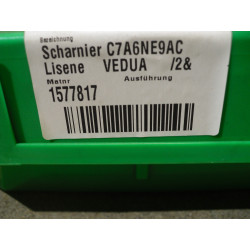 Bezeichnung
Scharnier C7A6NE9AC
Lisene VEDUA /2&
Matnr Ausführung
1577817